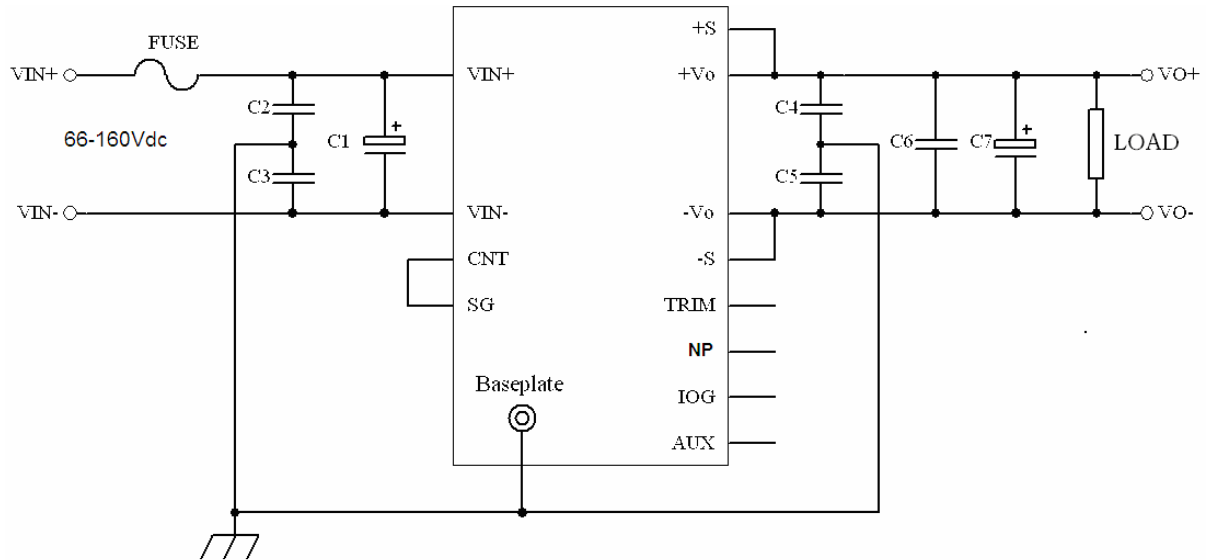 +S
FUSE
VIN+
VIN+
+Vo
VO+
C2
C4
66-160Vdc
C1
+
C6
C7
+
LOAD
C3
C5
VIN-
VIN-
-Vo
VO-
CNT
-S
SG
TRIM
NP
Baseplate
IOG
AUX